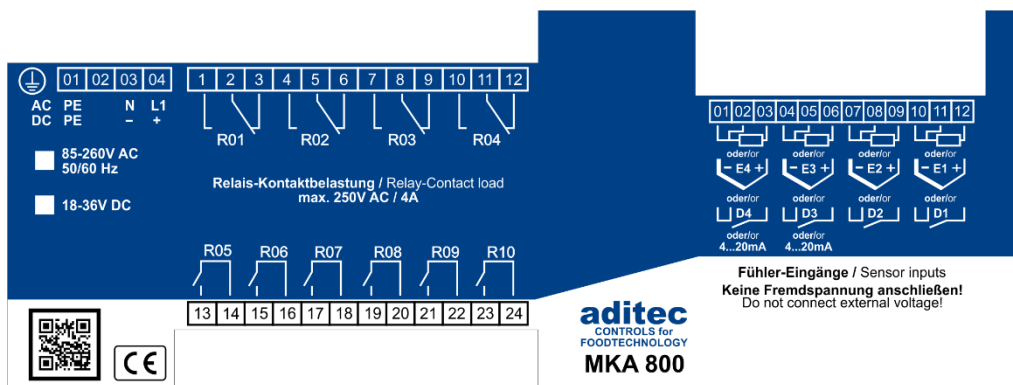 01 02 03 04
AC PE N L1
DC PE – +
85-260V AC
50/60 Hz
18-36V DC
1 2 3 4 5 6 7 8 9 10 11 12
R01 R02 R03 R04
Relais-Kontaktbelastung / Relay-Contact load
max. 250V AC / 4A
R05 R06 R07 R08 R09 R10
13 14 15 16 17 18 19 20 21 22 23 24
CE
aditec
CONTROLS for
FOODTECHNOLOGY
MKA 800
01 02 03 04 05 06 07 08 09 10 11 12
oder/or oder/or oder/or oder/or
– E4 + – E3 + – E2 + – E1 +
oder/or oder/or oder/or oder/or
D4 D3 D2 D1
oder/or oder/or
4...20mA 4...20mA
Fühler-Eingänge / Sensor inputs
Keine Fremdspannung anschließen!
Do not connect external voltage!